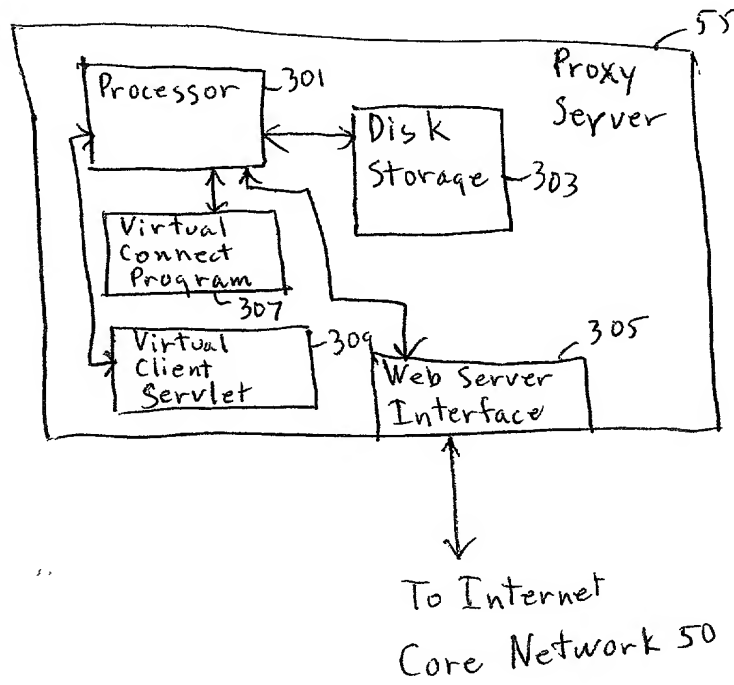 55
Proxy
Server
Processor
301
Disk
Storage
303
Virtual
Connect
Program
307
Virtual
Client
Servlet
309
305
Web Server
Interface
To Internet
Core Network 50